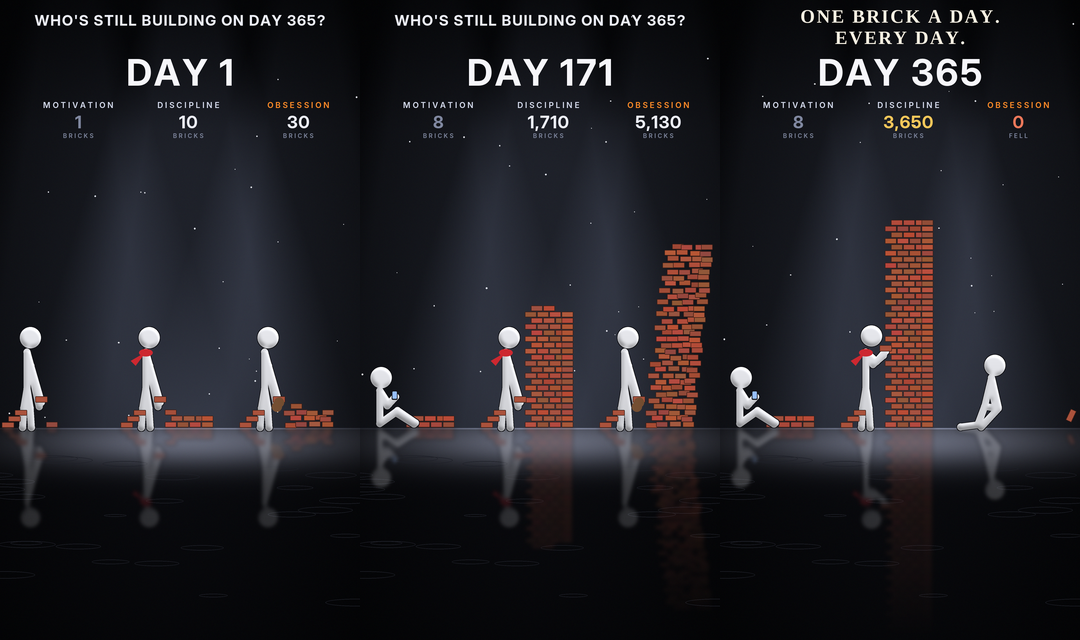 WHO'S STILL BUILDING ON DAY 365?
DAY 1
MOTIVATION DISCIPLINE OBSESSION
1 10 30
BRICKS BRICKS BRICKS
WHO'S STILL BUILDING ON DAY 365?
DAY 171
MOTIVATION DISCIPLINE OBSESSION
8 1,710 5,130
BRICKS BRICKS BRICKS
ONE BRICK A DAY.
EVERY DAY.
DAY 365
MOTIVATION DISCIPLINE OBSESSION
8 3,650 0
BRICKS BRICKS FELL